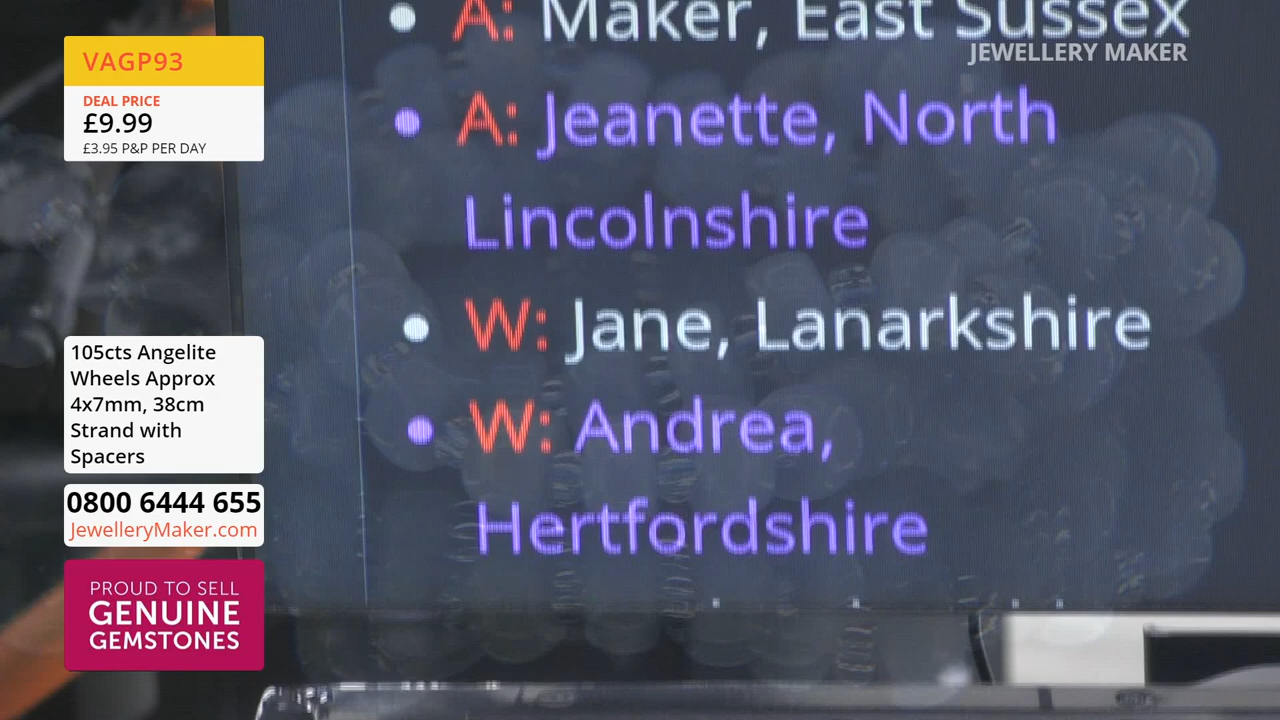 VAGP93
DEAL PRICE
£9.99
£3.95 P&P PER DAY
A: Maker, East Sussex
JEWELLERY MAKER
A: Jeanette, North
Lincolnshire
W: Jane, Lanarkshire
W: Andrea,
Hertfordshire
105cts Angelite
Wheels Approx
4x7mm, 38cm
Strand with
Spacers
0800 6444 655
JewelleryMaker.com
PROUD TO SELL
GENUINE
GEMSTONES